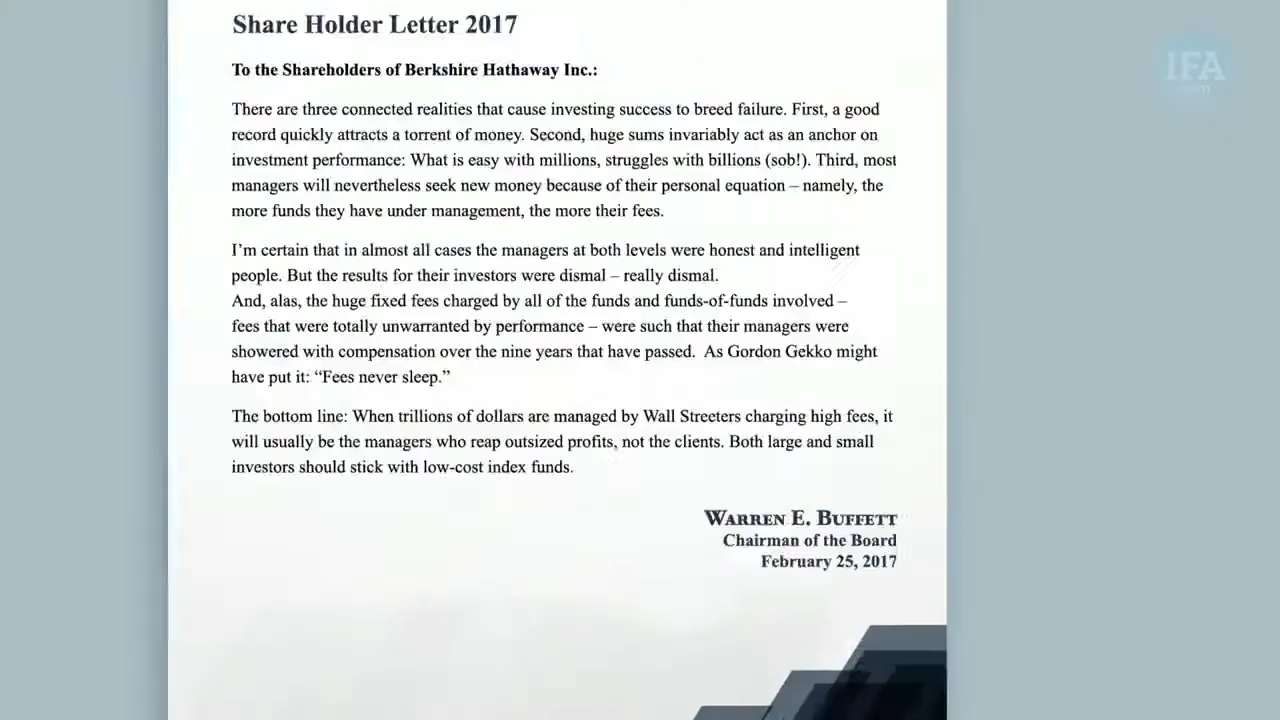 Share Holder Letter 2017
IFA
.com
To the Shareholders of Berkshire Hathaway Inc.:
There are three connected realities that cause investing success to breed failure. First, a good
record quickly attracts a torrent of money. Second, huge sums invariably act as an anchor on
investment performance: What is easy with millions, struggles with billions (sob!). Third, most
managers will nevertheless seek new money because of their personal equation – namely, the
more funds they have under management, the more their fees.
I’m certain that in almost all cases the managers at both levels were honest and intelligent
people. But the results for their investors were dismal – really dismal.
And, alas, the huge fixed fees charged by all of the funds and funds-of-funds involved –
fees that were totally unwarranted by performance – were such that their managers were
showered with compensation over the nine years that have passed.  As Gordon Gekko might
have put it: “Fees never sleep.”
The bottom line: When trillions of dollars are managed by Wall Streeters charging high fees, it
will usually be the managers who reap outsized profits, not the clients. Both large and small
investors should stick with low-cost index funds.
Warren E. Buffett
Chairman of the Board
February 25, 2017